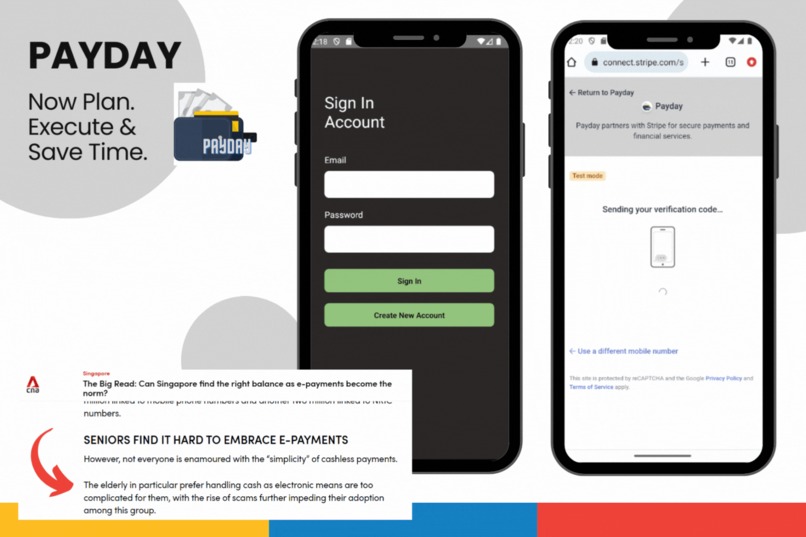 PAYDAY
Now Plan.
Execute &
Save Time.
PAYDAY
2:18
Sign In
Account
Email
Password
Sign In
Create New Account
2:20
connect.stripe.com/s
← Return to Payday
Payday
Payday partners with Stripe for secure payments and
financial services.
Test mode
Sending your verification code...
← Use a different mobile number
This site is protected by reCAPTCHA and the Google Privacy Policy and
Terms of Service apply.
cna
Singapore
The Big Read: Can Singapore find the right balance as e-payments become the
norm?
million linked to mobile phone numbers and another two million linked to NRIC
numbers.
SENIORS FIND IT HARD TO EMBRACE E-PAYMENTS
However, not everyone is enamoured with the "simplicity" of cashless payments.
The elderly in particular prefer handling cash as electronic means are too
complicated for them, with the rise of scams further impeding their adoption
among this group.